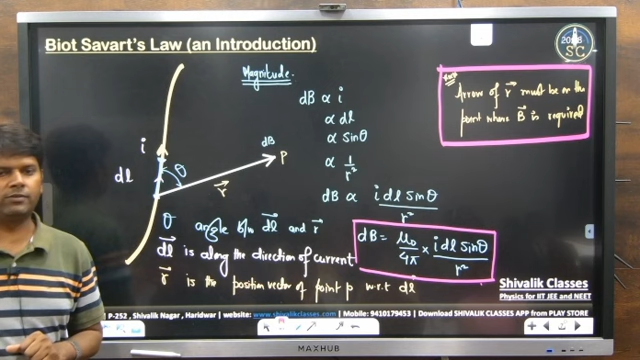 Biot Savart's Law (an Introduction)
SC
Magnitude
dB ∝ i
∝ dl
∝ sinθ
∝ 1/r²
dB ∝ i dl sinθ / r²
dB = μ₀/4π × i dl sinθ / r²
Arrow of r⃗ must be on the
point where B⃗ is required
i
dl
θ
r⃗
dB
P
θ angle b/n dl⃗ and r⃗
dl⃗ is along the direction of current
r⃗ is the position vector of point p w.r.t dl
Shivalik Classes
Physics for IIT JEE and NEET
P-252, Shivalik Nagar, Haridwar | website: www.shivalikclasses.com | Mobile: 9410179453 | Download SHIVALIK CLASSES APP from PLAY STORE
MAXHUB